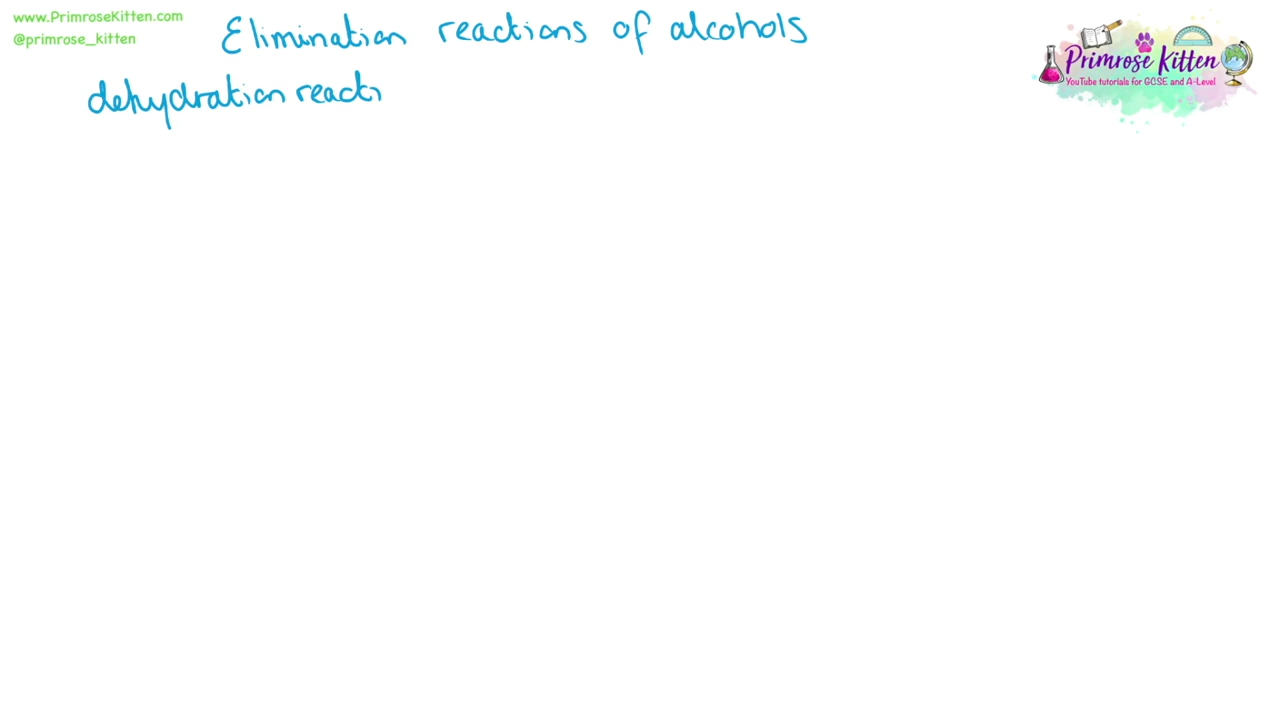 www.PrimroseKitten.com
@primrose_kitten
Elimination reactions of alcohols
dehydration reacti
Primrose Kitten
YouTube tutorials for GCSE and A-Level